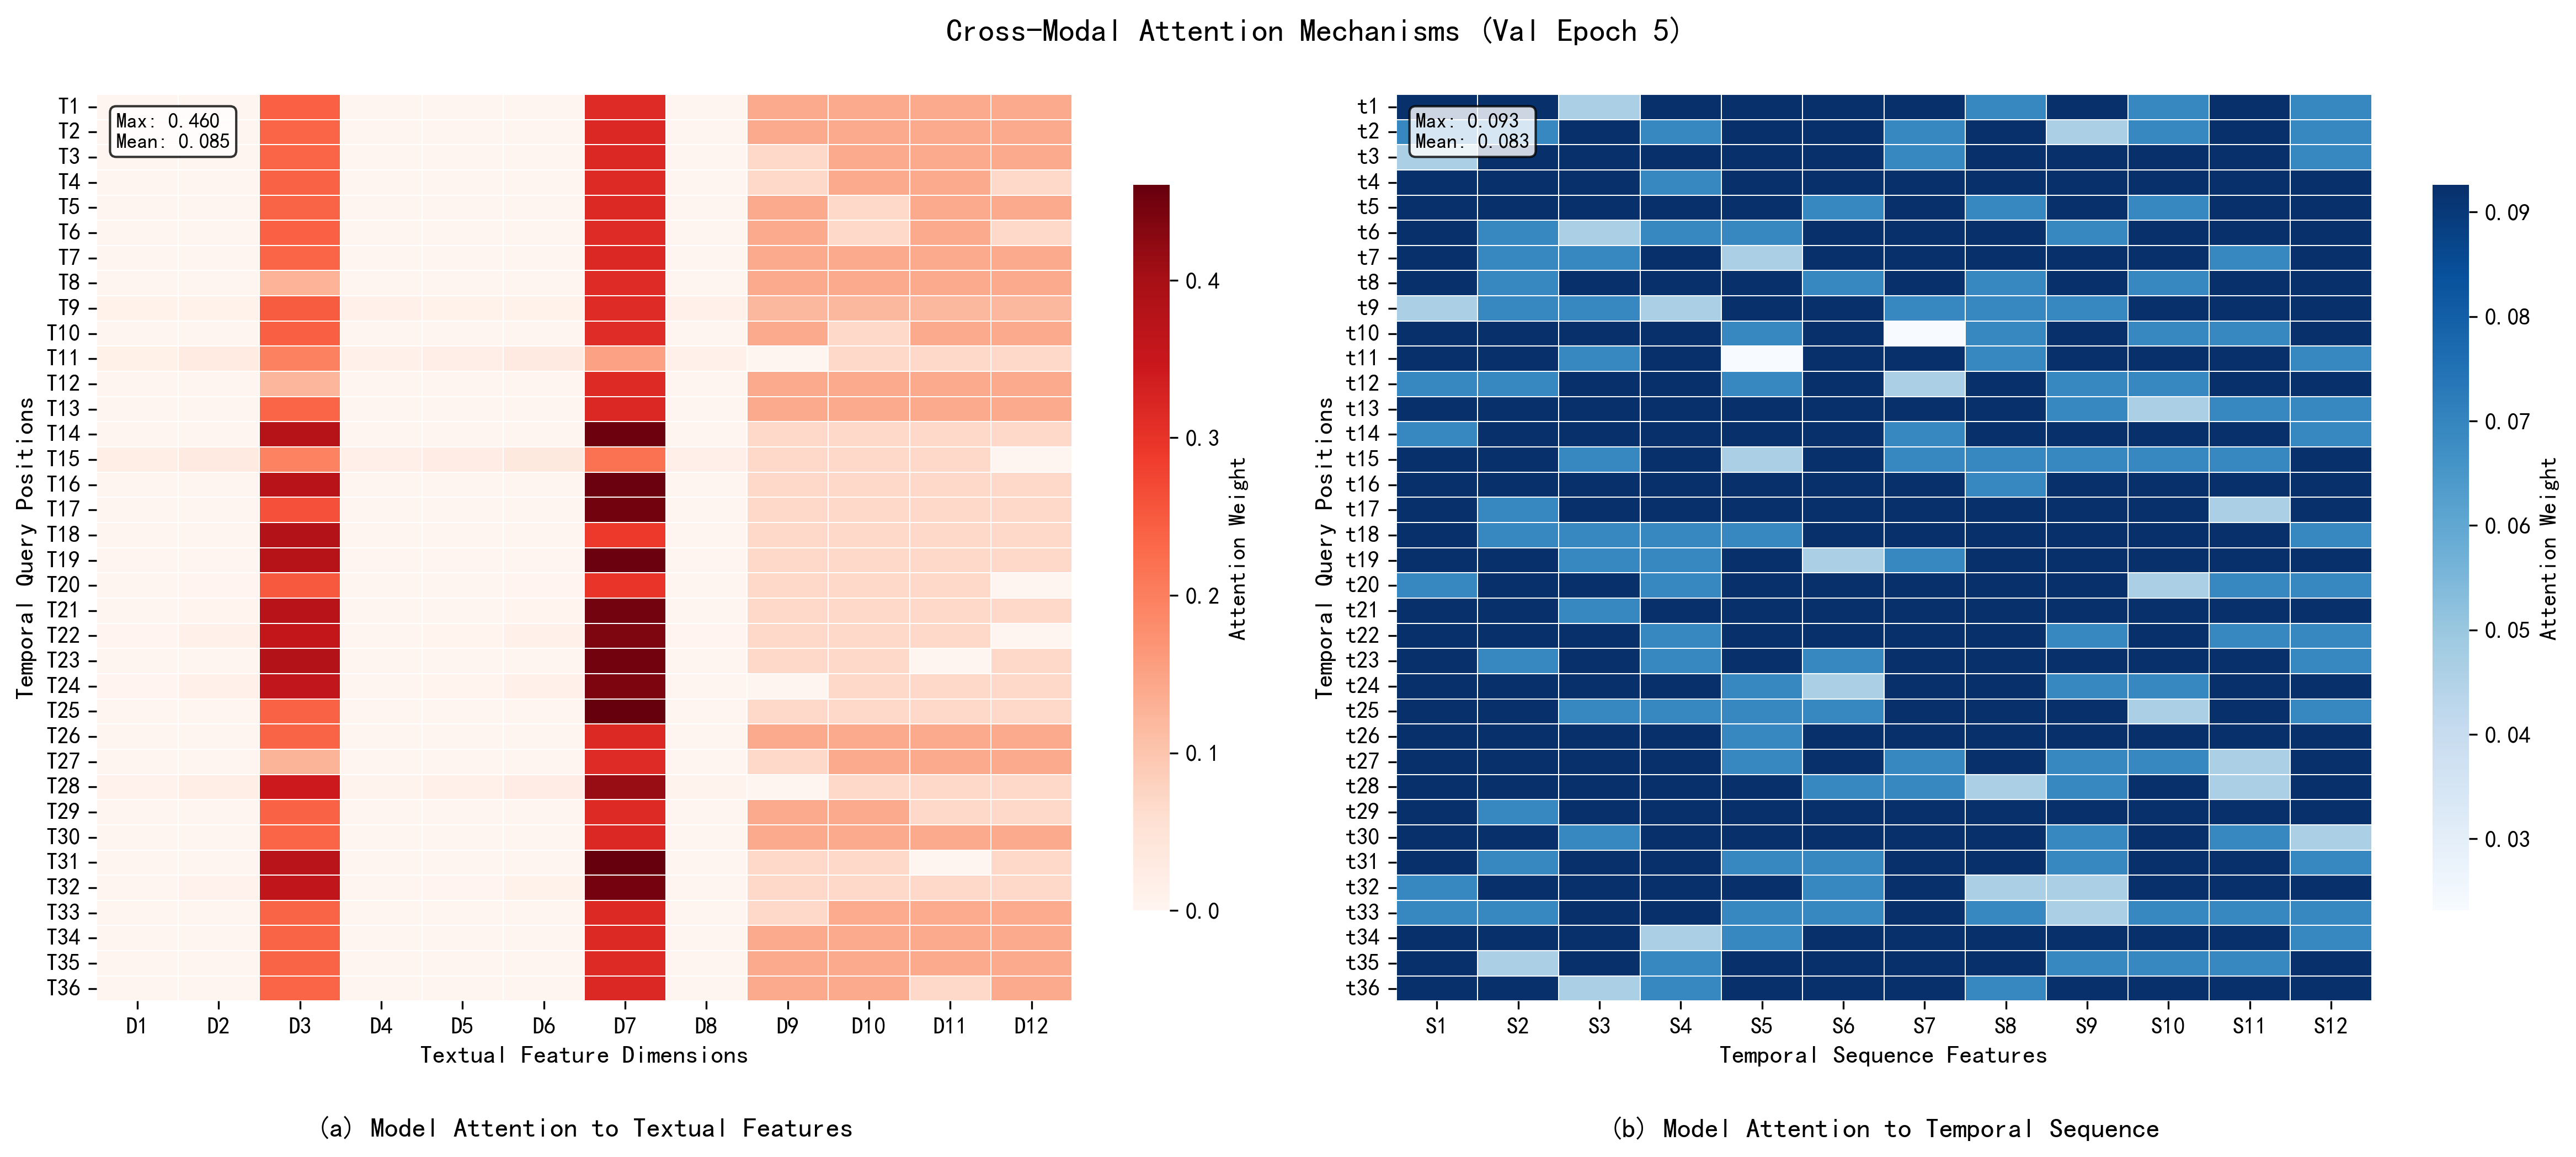 Cross-Modal Attention Mechanisms (Val Epoch 5)
Max: 0.460
Mean: 0.085
Temporal Query Positions
T1
T2
T3
T4
T5
T6
T7
T8
T9
T10
T11
T12
T13
T14
T15
T16
T17
T18
T19
T20
T21
T22
T23
T24
T25
T26
T27
T28
T29
T30
T31
T32
T33
T34
T35
T36
D1 D2 D3 D4 D5 D6 D7 D8 D9 D10 D11 D12
Textual Feature Dimensions
0.4
0.3
0.2
0.1
0.0
Attention Weight
(a) Model Attention to Textual Features
Max: 0.093
Mean: 0.083
Temporal Query Positions
t1
t2
t3
t4
t5
t6
t7
t8
t9
t10
t11
t12
t13
t14
t15
t16
t17
t18
t19
t20
t21
t22
t23
t24
t25
t26
t27
t28
t29
t30
t31
t32
t33
t34
t35
t36
S1 S2 S3 S4 S5 S6 S7 S8 S9 S10 S11 S12
Temporal Sequence Features
0.09
0.08
0.07
0.06
0.05
0.04
0.03
Attention Weight
(b) Model Attention to Temporal Sequence